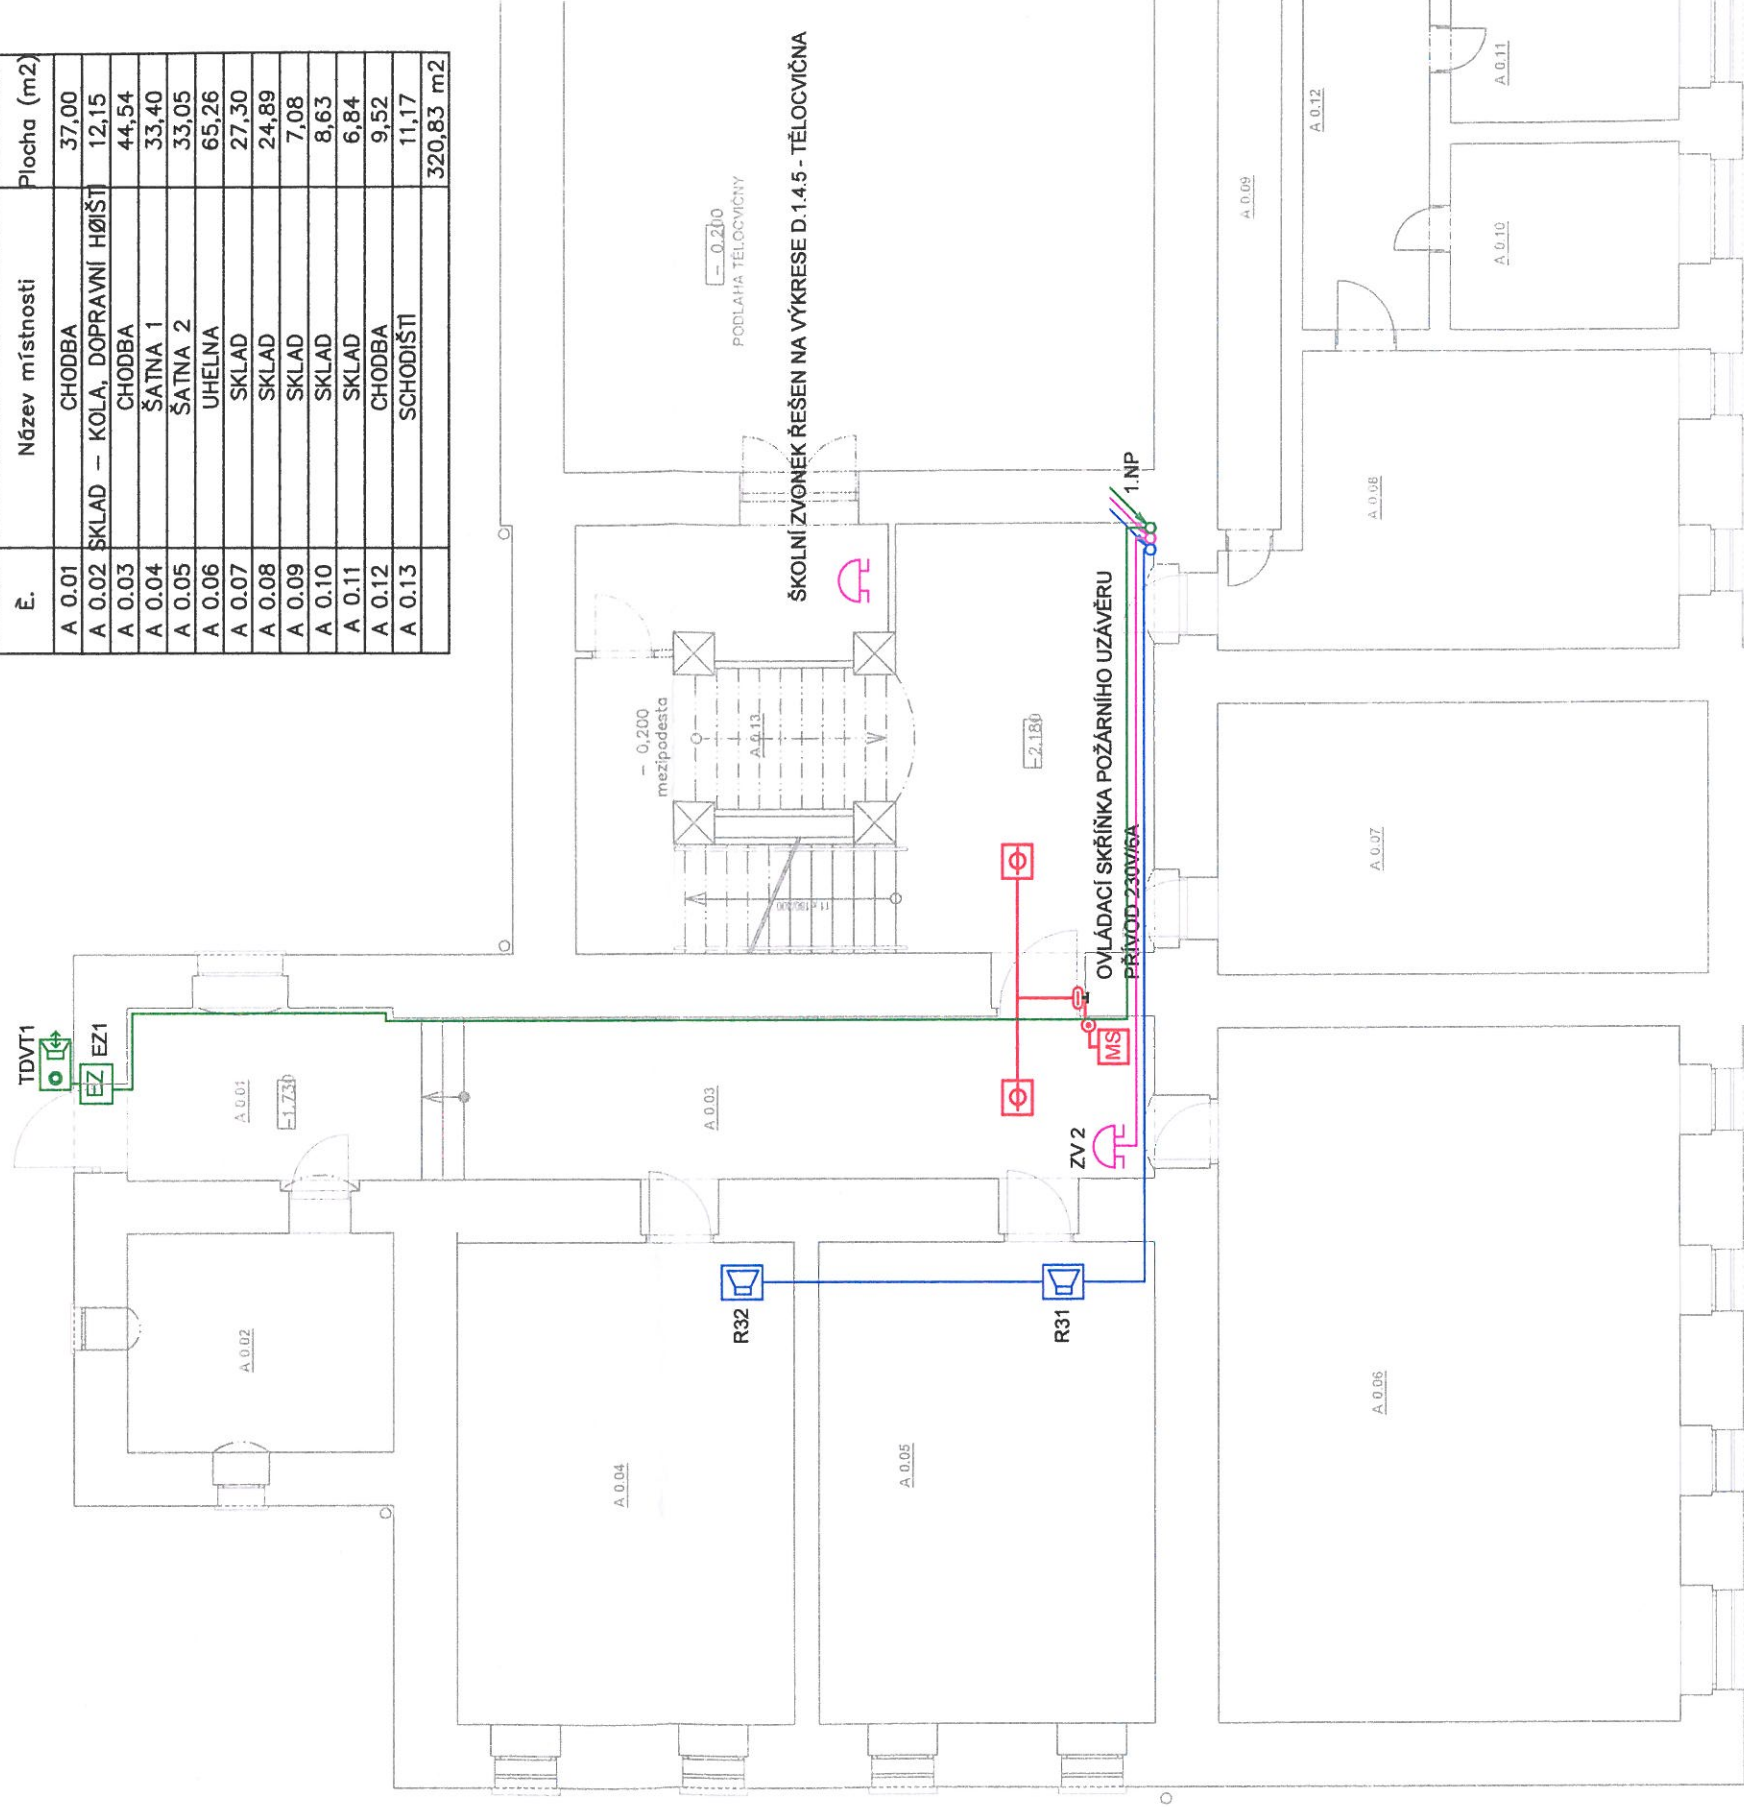 Č. Název místnosti Plocha (m2)
A 0.01 CHODBA 37,00
A 0.02 SKLAD – KOLA, DOPRAVNÍ HØIŠTÌ 12,15
A 0.03 CHODBA 44,54
A 0.04 ŠATNA 1 33,40
A 0.05 ŠATNA 2 33,05
A 0.06 UHELNA 65,26
A 0.07 SKLAD 27,30
A 0.08 SKLAD 24,89
A 0.09 SKLAD 7,08
A 0.10 SKLAD 8,63
A 0.11 SKLAD 6,84
A 0.12 CHODBA 9,52
A 0.13 SCHODIŠTÌ 11,17
320,83 m2
TDVT1
EZ
EZ1
A 0.01
-1,730
A 0.02
A 0.03
A 0.04
A 0.05
A 0.06
A 0.07
A 0.08
A 0.09
A 0.10
A 0.11
A 0.12
A 0.13
– 0,200
mezipodesta
– 0,200
PODLAHA TĚLOCVIČNY
ŠKOLNÍ ZVONEK ŘEŠEN NA VÝKRESE D.1.4.5 - TĚLOCVIČNA
-2,180
OVLÁDACÍ SKŘÍŇKA POŽÁRNÍHO UZÁVĚRU
PŘÍVOD 230V/6A
1.NP
MS
ZV 2
R32
R31